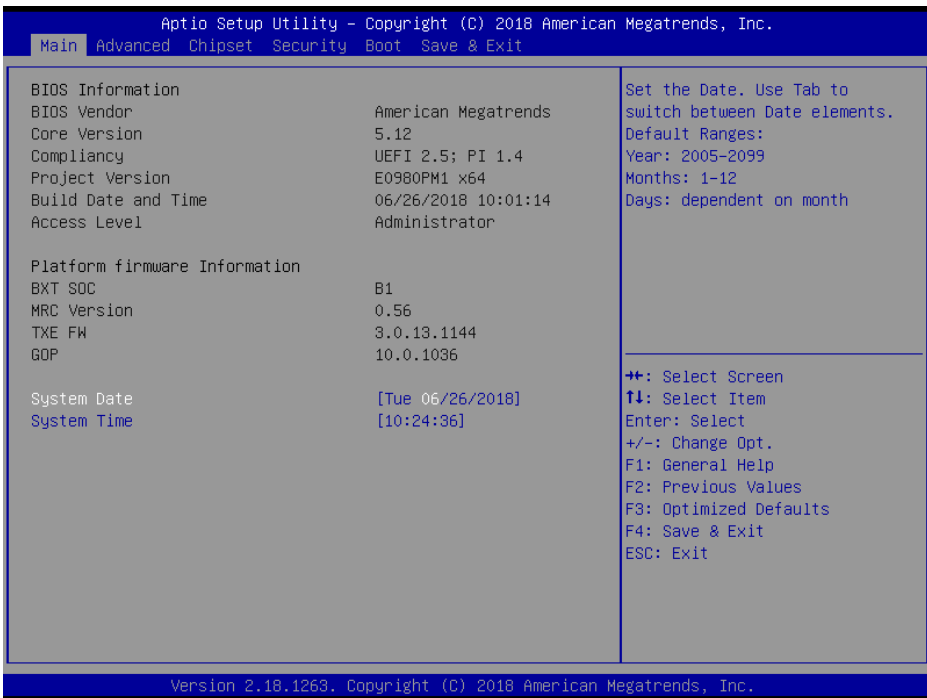 Aptio Setup Utility – Copyright (C) 2018 American Megatrends, Inc.
Main Advanced Chipset Security Boot Save & Exit
BIOS Information
BIOS Vendor American Megatrends
Core Version 5.12
Compliancy UEFI 2.5; PI 1.4
Project Version E0980PM1 x64
Build Date and Time 06/26/2018 10:01:14
Access Level Administrator
Platform firmware Information
BXT SOC B1
MRC Version 0.56
TXE FW 3.0.13.1144
GOP 10.0.1036
System Date [Tue 06/26/2018]
System Time [10:24:36]
Set the Date. Use Tab to
switch between Date elements.
Default Ranges:
Year: 2005-2099
Months: 1-12
Days: dependent on month
→←: Select Screen
↑↓: Select Item
Enter: Select
+/-: Change Opt.
F1: General Help
F2: Previous Values
F3: Optimized Defaults
F4: Save & Exit
ESC: Exit
Version 2.18.1263. Copyright (C) 2018 American Megatrends, Inc.